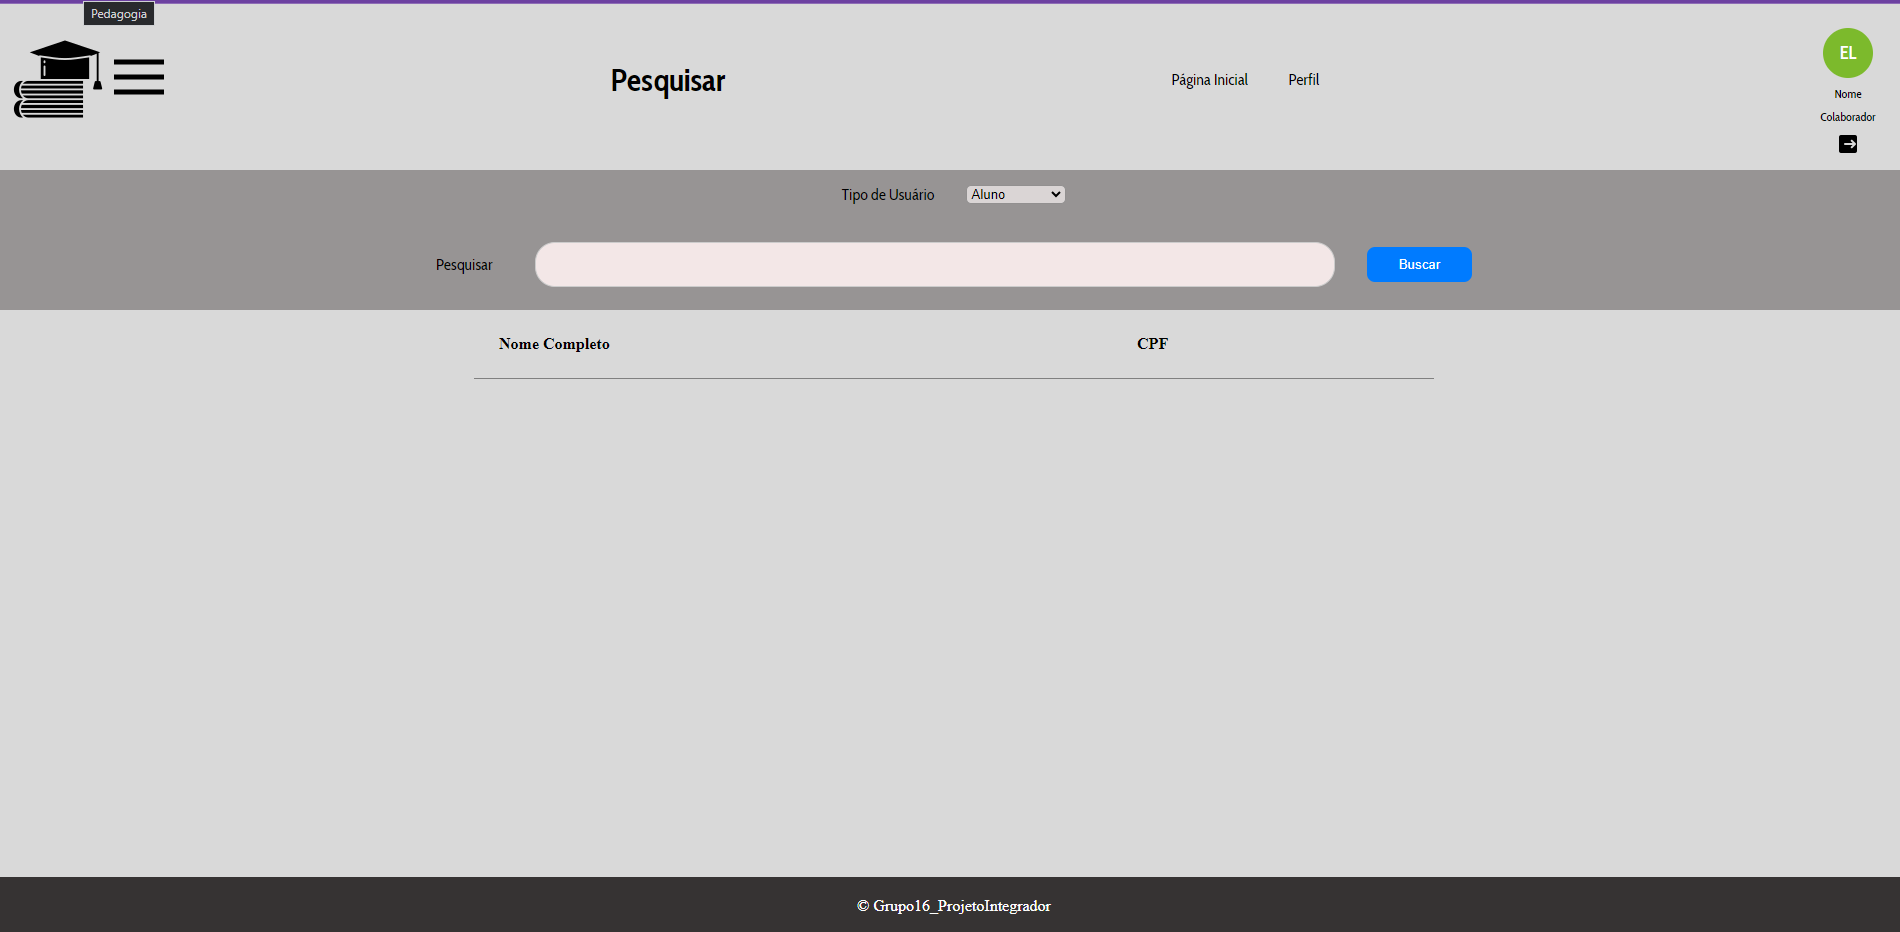 Pedagogia
Pesquisar
Página Inicial
Perfil
EL
Nome
Colaborador
Tipo de Usuário
Aluno
Pesquisar
Buscar
Nome Completo
CPF
© Grupo16_ProjetoIntegrador